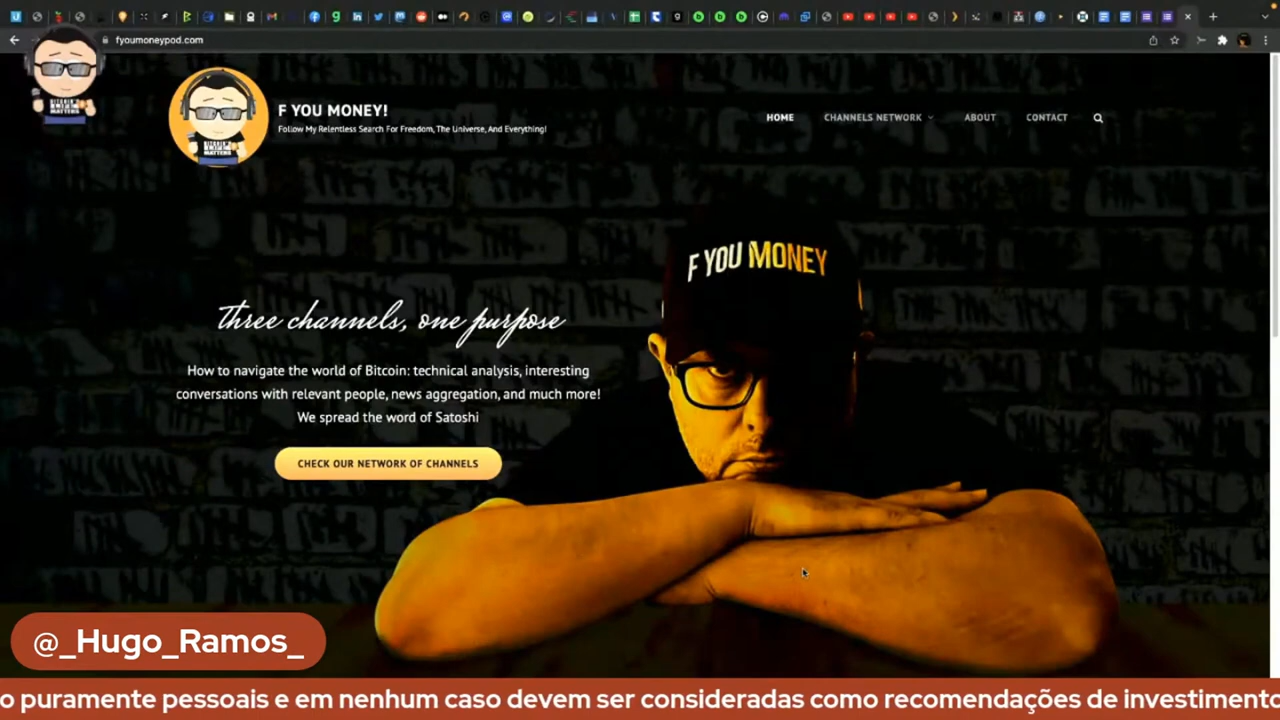 fyoumoneypod.com
F YOU MONEY!
Follow My Relentless Search For Freedom, The Universe, And Everything!
HOME
CHANNELS NETWORK
ABOUT
CONTACT
F YOU MONEY
three channels, one purpose
How to navigate the world of Bitcoin: technical analysis, interesting
conversations with relevant people, news aggregation, and much more!
We spread the word of Satoshi
CHECK OUR NETWORK OF CHANNELS
@_Hugo_Ramos_
o puramente pessoais e em nenhum caso devem ser consideradas como recomendações de investimento